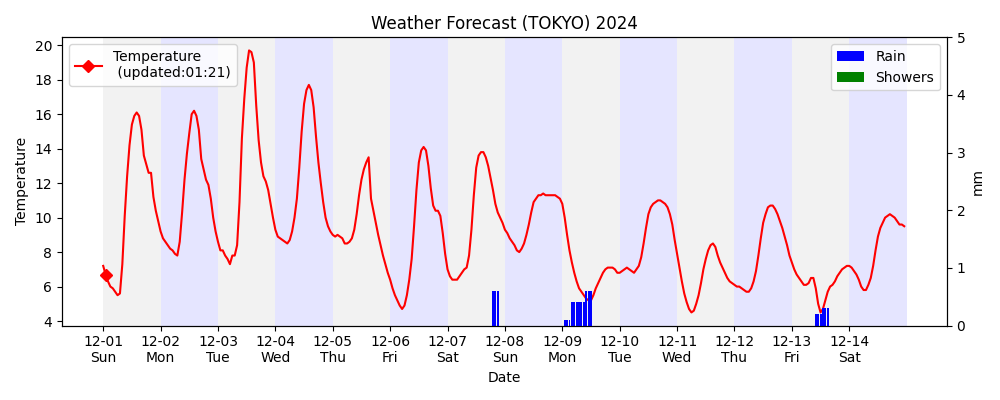 Weather Forecast (TOKYO) 2024
Temperature
(updated:01:21)
Rain
Showers
20
18
16
14
12
10
8
6
4
Temperature
5
4
3
2
1
0
mm
12-01 12-02 12-03 12-04 12-05 12-06 12-07 12-08 12-09 12-10 12-11 12-12 12-13 12-14
Sun Mon Tue Wed Thu Fri Sat Sun Mon Tue Wed Thu Fri Sat
Date